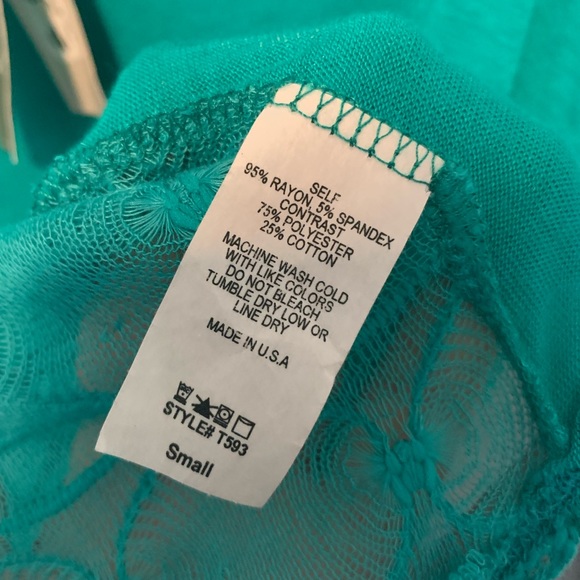 SELF
95% RAYON, 5% SPANDEX
CONTRAST
75% POLYESTER
25% COTTON
MACHINE WASH COLD
WITH LIKE COLORS
DO NOT BLEACH
TUMBLE DRY LOW OR
LINE DRY
MADE IN U.S.A
STYLE# T593
Small